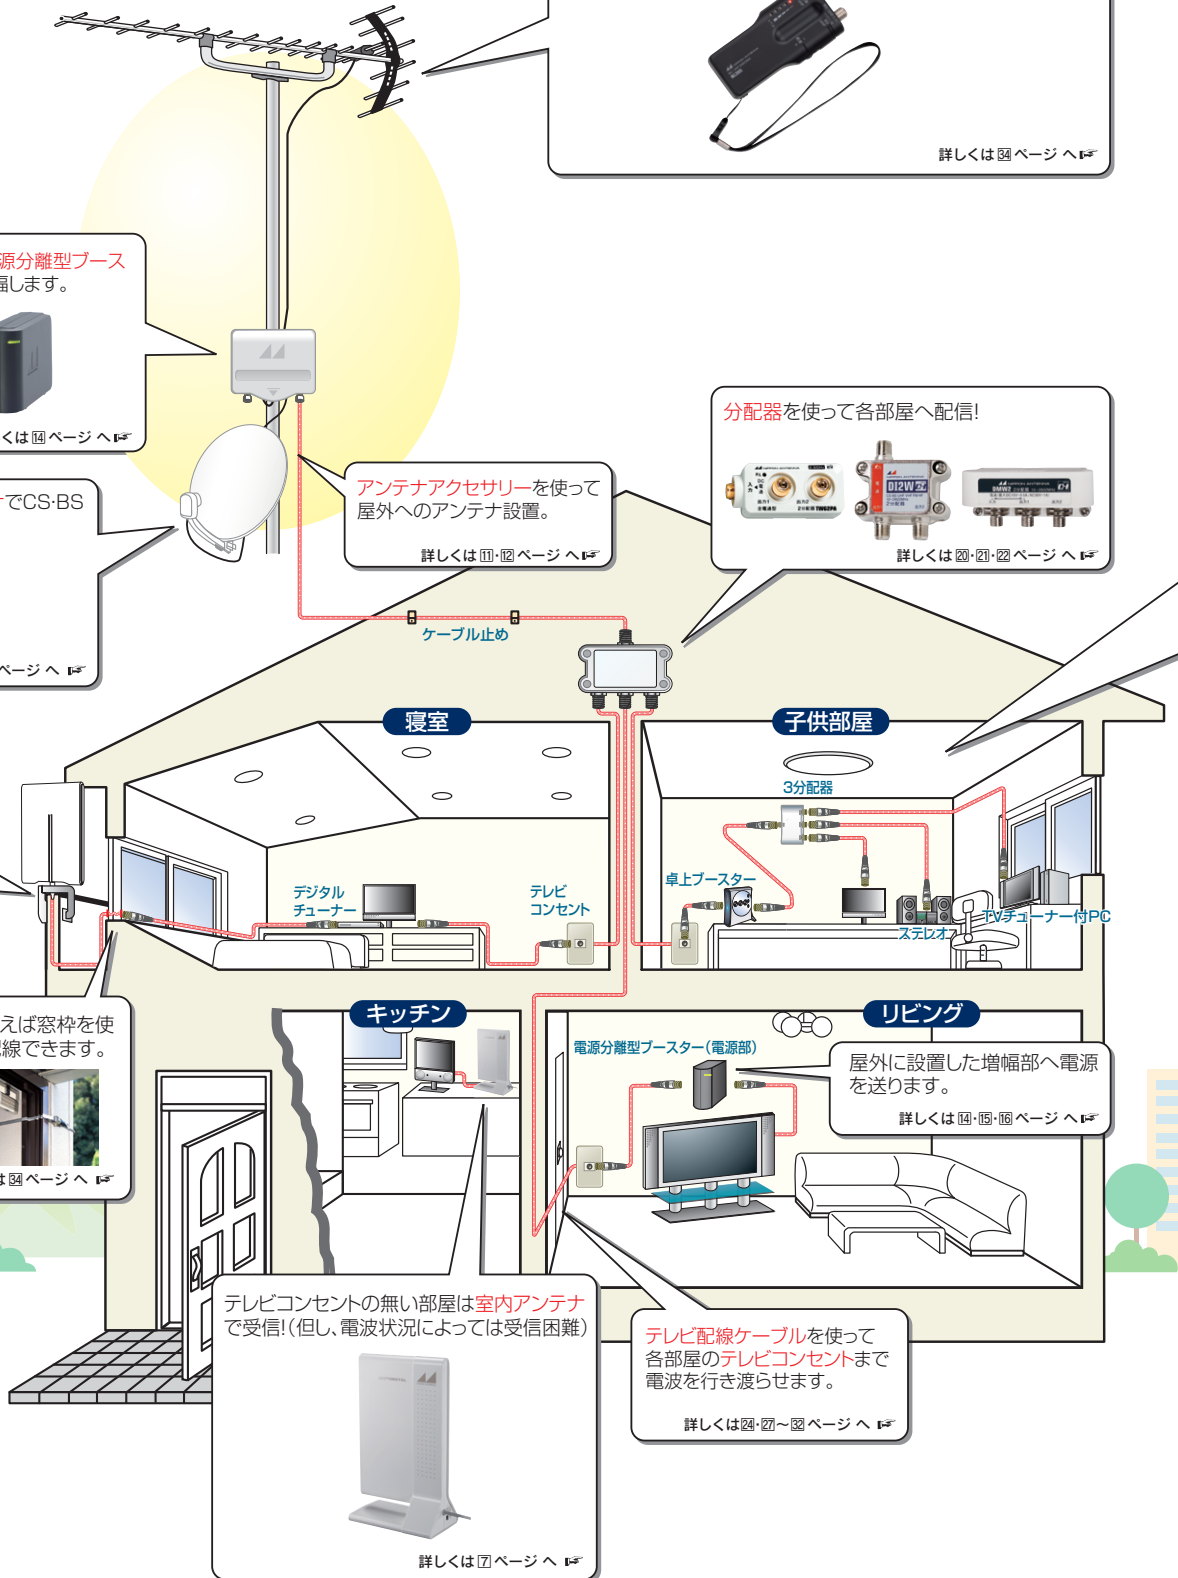 詳しくは34ページ へ☞
源分離型ブース
幅します。
くは14ページ へ☞
分配器を使って各部屋へ配信!
DI2W
2分配器 TW62PA
詳しくは20・21・22ページ へ☞
アンテナアクセサリーを使って
屋外へのアンテナ設置。
詳しくは11・12ページ へ☞
でCS・BS
ページ へ ☞
ケーブル止め
寝室
子供部屋
3分配器
デジタル
チューナー
テレビ
コンセント
卓上ブースター
ステレオ
TVチューナー付PC
えば窓枠を使
線できます。
は34ページ へ ☞
キッチン
リビング
電源分離型ブースター(電源部)
屋外に設置した増幅部へ電源
を送ります。
詳しくは14・15・16ページ へ☞
テレビコンセントの無い部屋は室内アンテナ
で受信!(但し、電波状況によっては受信困難)
詳しくは7ページ へ ☞
テレビ配線ケーブルを使って
各部屋のテレビコンセントまで
電波を行き渡らせます。
詳しくは24・27〜32ページ へ ☞